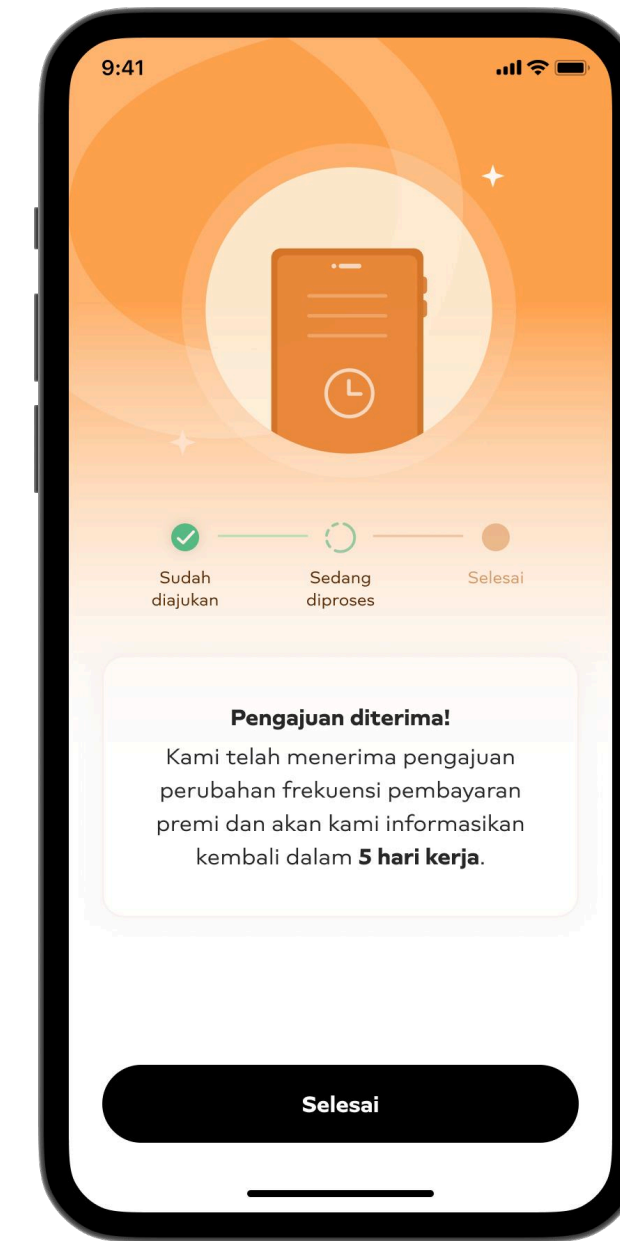 9:41
Sudah
diajukan
Sedang
diproses
Selesai
Pengajuan diterima!
Kami telah menerima pengajuan
perubahan frekuensi pembayaran
premi dan akan kami informasikan
kembali dalam 5 hari kerja.
Selesai